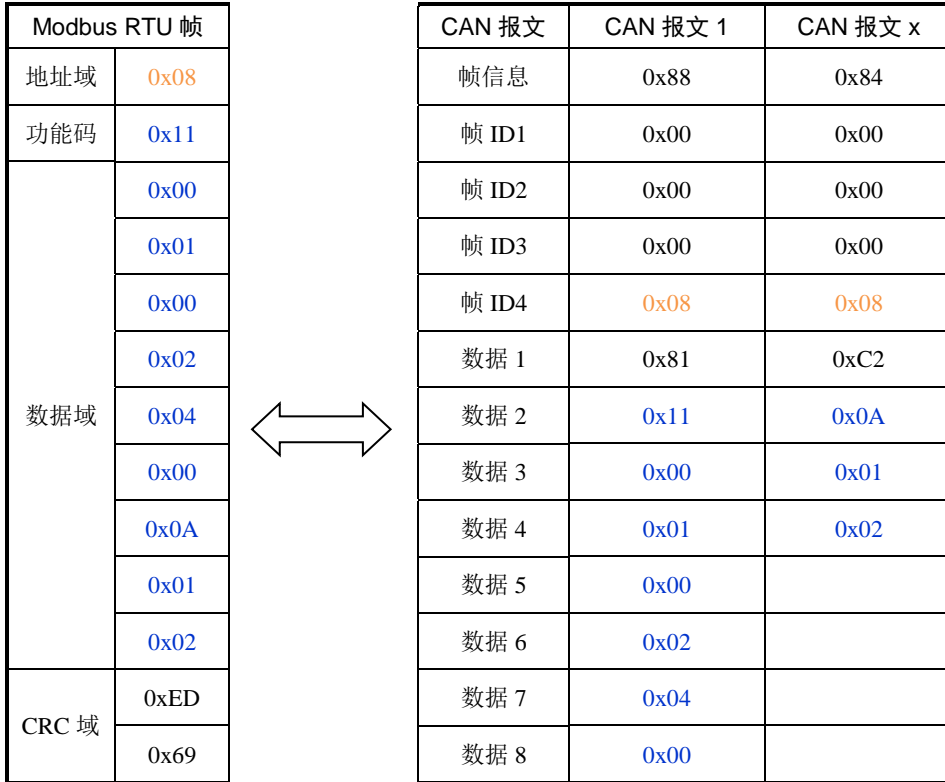 Modbus RTU 帧
地址域 0x08
功能码 0x11
数据域 0x00
0x01
0x00
0x02
0x04
0x00
0x0A
0x01
0x02
CRC 域 0xED
0x69
CAN 报文 CAN 报文 1 CAN 报文 x
帧信息 0x88 0x84
帧 ID1 0x00 0x00
帧 ID2 0x00 0x00
帧 ID3 0x00 0x00
帧 ID4 0x08 0x08
数据 1 0x81 0xC2
数据 2 0x11 0x0A
数据 3 0x00 0x01
数据 4 0x01 0x02
数据 5 0x00
数据 6 0x02
数据 7 0x04
数据 8 0x00